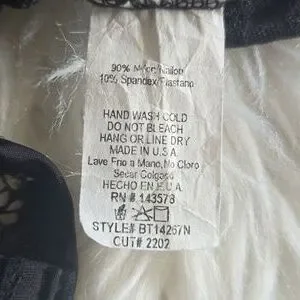 90% Nylon/Nailon
10% Spandex/Elastano
HAND WASH COLD
DO NOT BLEACH
HANG OR LINE DRY
MADE IN U.S.A
Lave Frio a Mano, No Cloro
Secar Colgado
HECHO EN E.U.A.
RN # 143578
STYLE# BT14267N
CUT# 2202